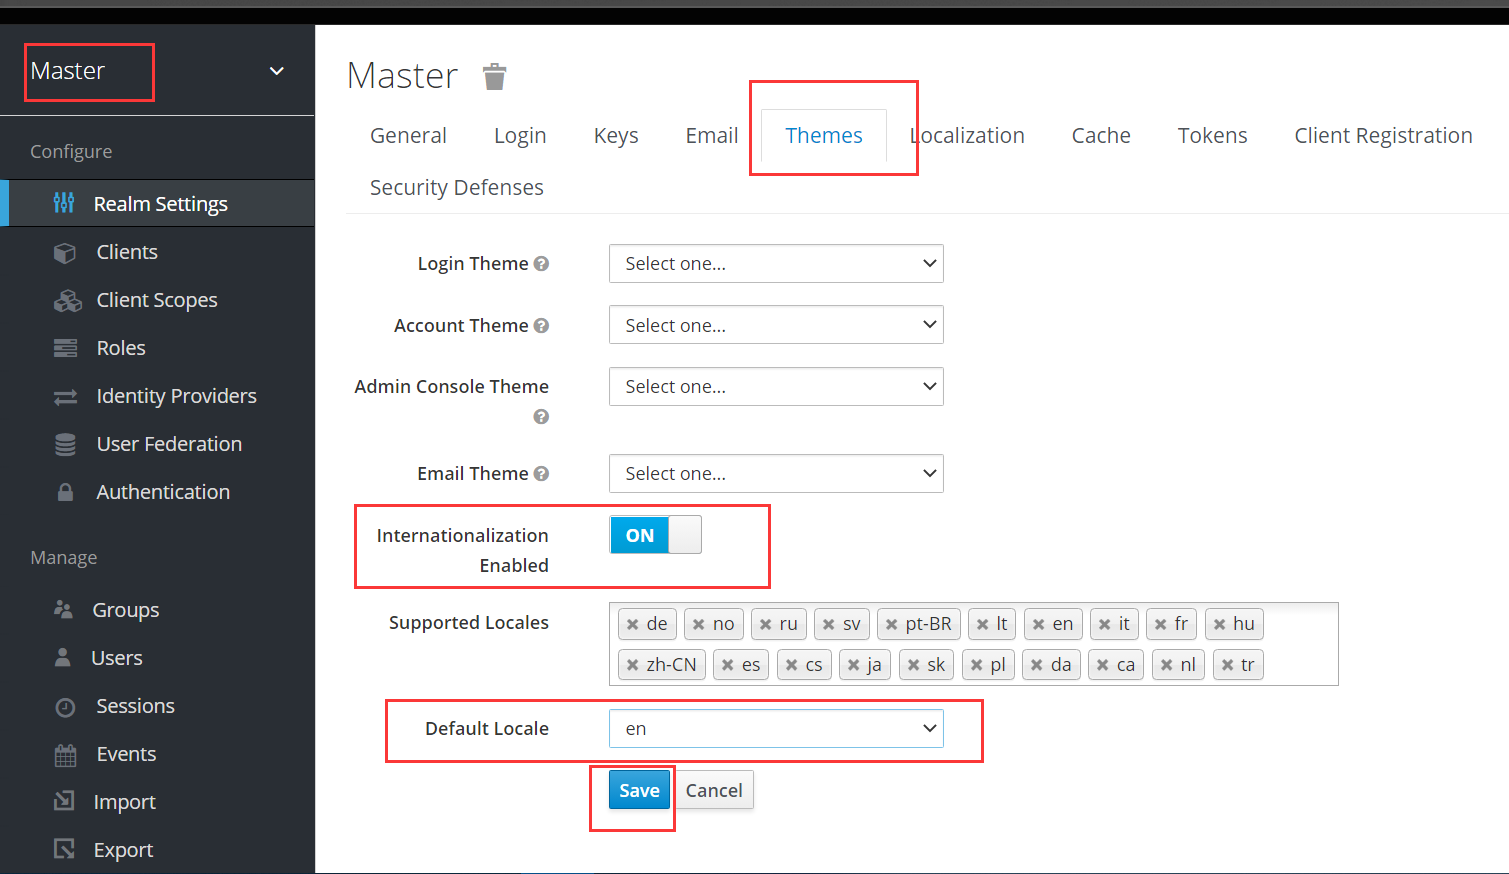 Master
Configure
Realm Settings
Clients
Client Scopes
Roles
Identity Providers
User Federation
Authentication
Manage
Groups
Users
Sessions
Events
Import
Export
Master
General Login Keys Email Themes Localization Cache Tokens Client Registration
Security Defenses
Login Theme Select one...
Account Theme Select one...
Admin Console Theme Select one...
Email Theme Select one...
Internationalization ON
Enabled
Supported Locales de no ru sv pt-BR lt en it fr hu
zh-CN es cs ja sk pl da ca nl tr
Default Locale en
Save Cancel